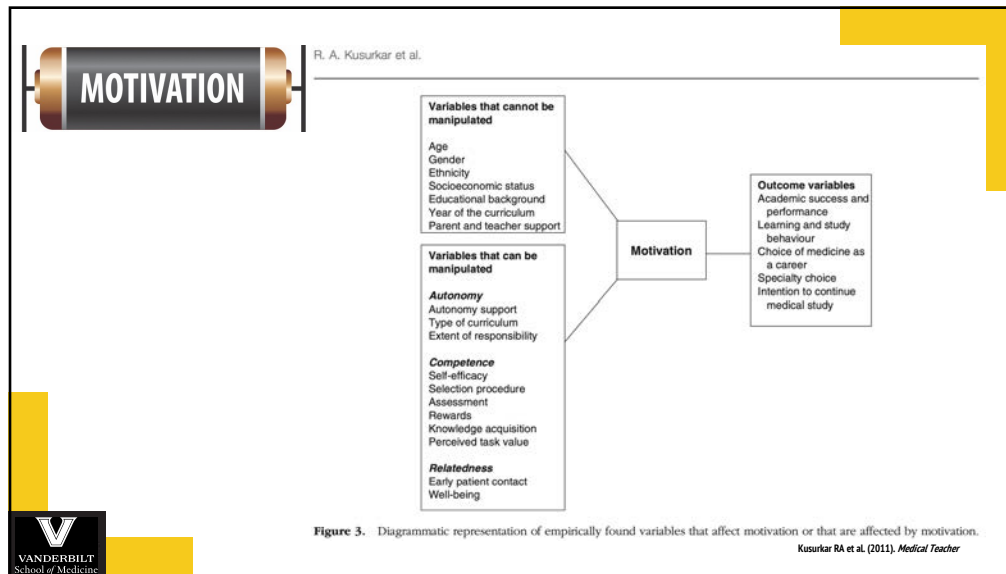 MOTIVATION
R. A. Kusurkar et al.
Variables that cannot be
manipulated
Age
Gender
Ethnicity
Socioeconomic status
Educational background
Year of the curriculum
Parent and teacher support
Variables that can be
manipulated
Autonomy
Autonomy support
Type of curriculum
Extent of responsibility
Competence
Self-efficacy
Selection procedure
Assessment
Rewards
Knowledge acquisition
Perceived task value
Relatedness
Early patient contact
Well-being
Motivation
Outcome variables
Academic success and
performance
Learning and study
behaviour
Choice of medicine as
a career
Specialty choice
Intention to continue
medical study
Figure 3. Diagrammatic representation of empirically found variables that affect motivation or that are affected by motivation.
Kusurkar RA et al. (2011). Medical Teacher
V
VANDERBILT
School of Medicine